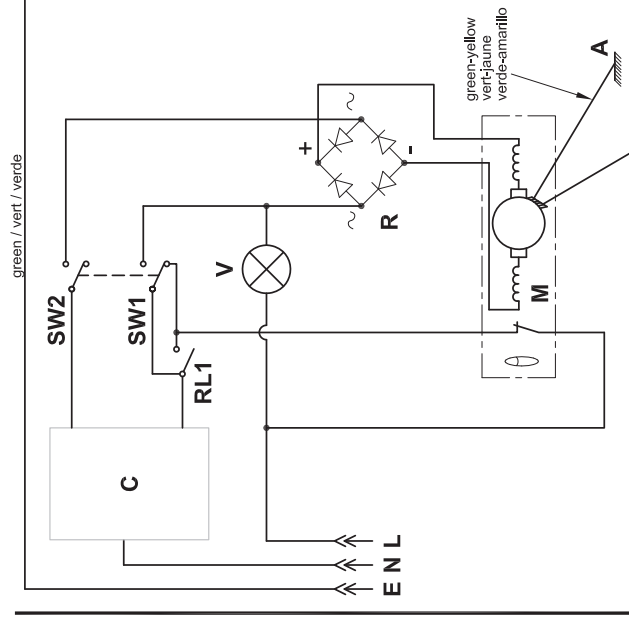 green / vert / verde
green-yellow
vert-jaune
verde-amarillo
A
+
~
-
~
R
V
SW2
SW1
RL1
M
C
E N L